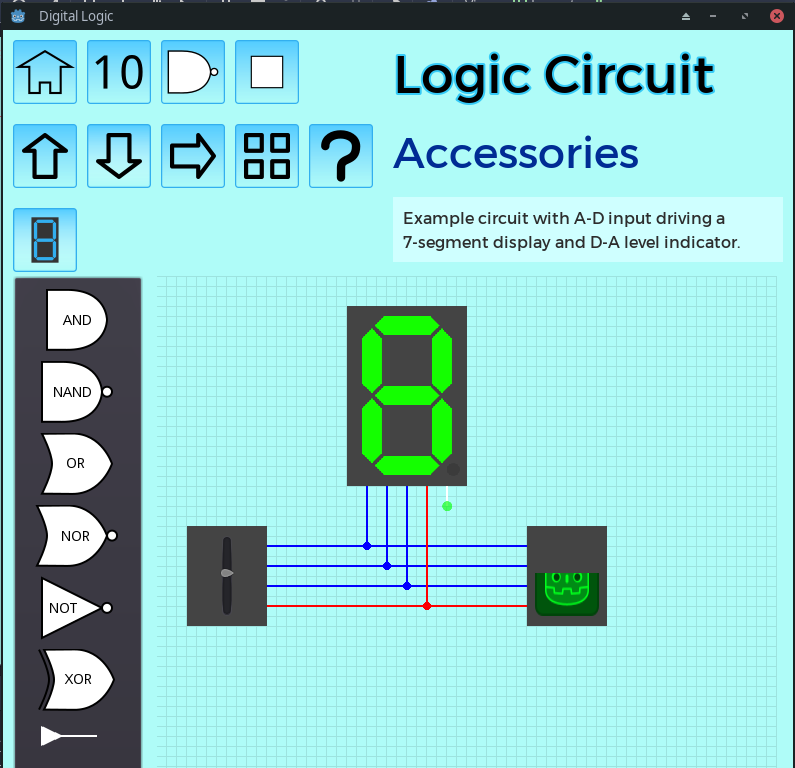 Digital Logic
10
Logic Circuit
?
Accessories
Example circuit with A-D input driving a
7-segment display and D-A level indicator.
8
AND
NAND
OR
NOR
NOT
XOR